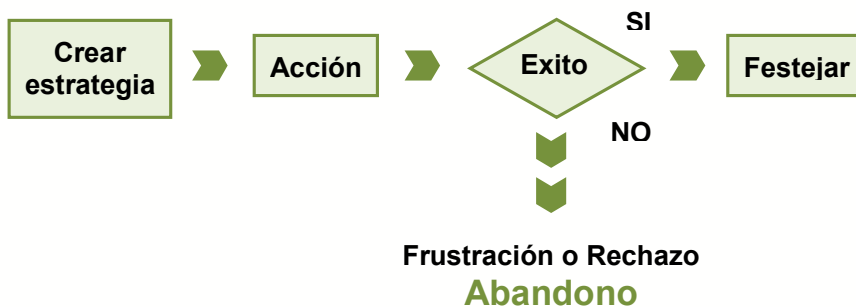 Crear
estrategia
Acción
Exito
SI
Festejar
NO
Frustración o Rechazo
Abandono